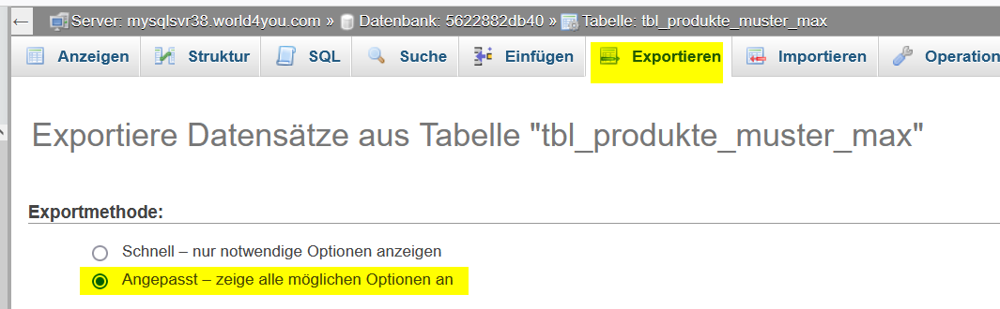 Server: mysqlsvr38.world4you.com » Datenbank: 5622882db40 » Tabelle: tbl_produkte_muster_max
Anzeigen Struktur SQL Suche Einfügen Exportieren Importieren Operation
Exportiere Datensätze aus Tabelle "tbl_produkte_muster_max"
Exportmethode:
Schnell – nur notwendige Optionen anzeigen
Angepasst – zeige alle möglichen Optionen an